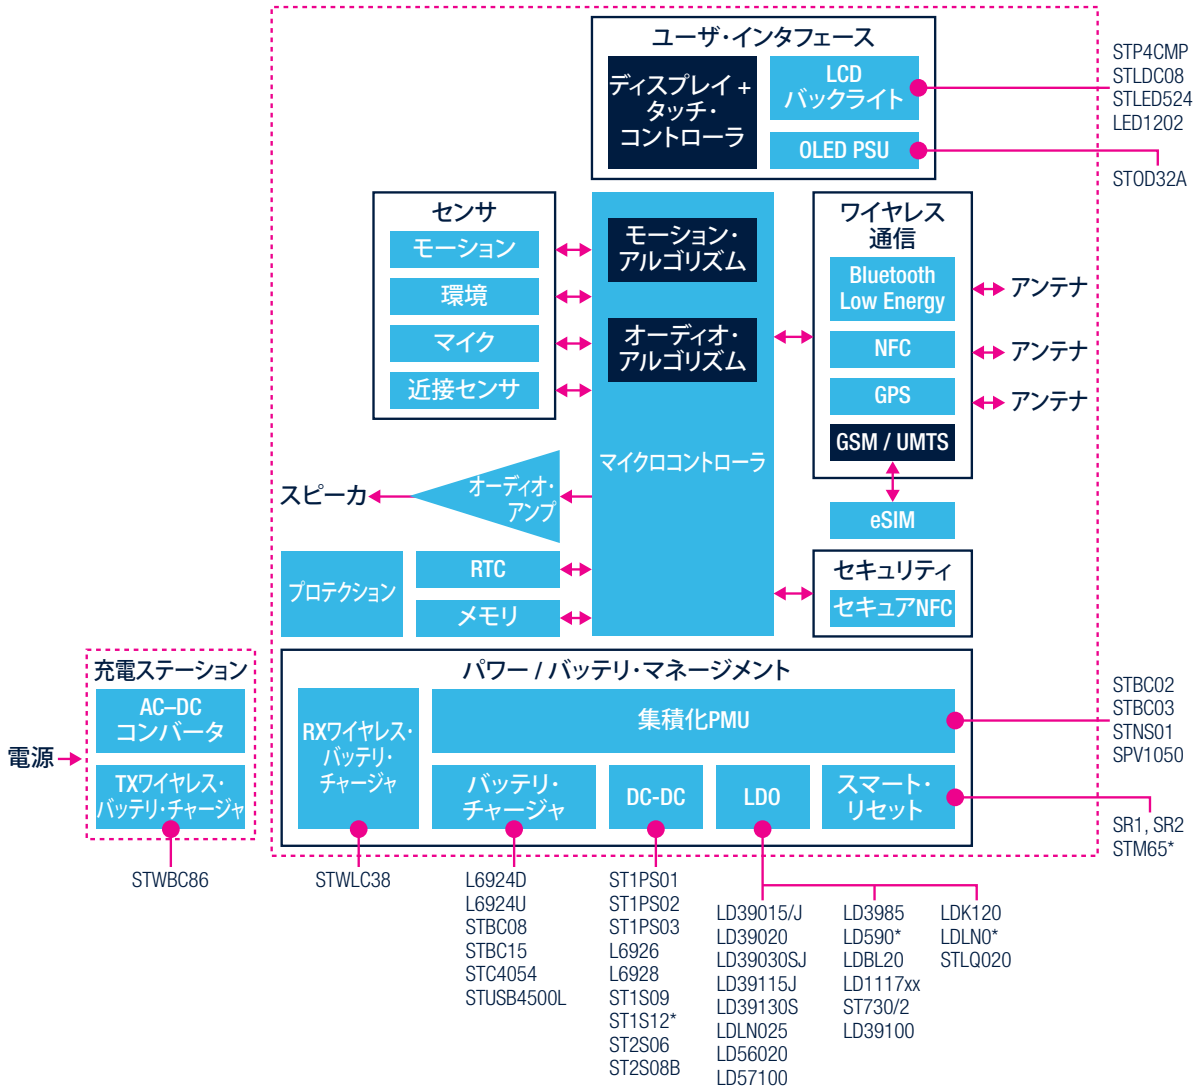 ユーザ・インタフェース
ディスプレイ +
タッチ・
コントローラ
LCD
バックライト
OLED PSU
STP4CMP
STLDC08
STLED524
LED1202
STOD32A
センサ
モーション
環境
マイク
近接センサ
モーション・
アルゴリズム
オーディオ・
アルゴリズム
マイクロコントローラ
ワイヤレス
通信
Bluetooth
Low Energy
NFC
GPS
GSM / UMTS
アンテナ
アンテナ
アンテナ
eSIM
スピーカ
オーディオ・
アンプ
プロテクション
RTC
メモリ
セキュリティ
セキュアNFC
充電ステーション
AC–DC
コンバータ
TXワイヤレス・
バッテリ・チャージャ
電源
STWBC86
パワー / バッテリ・マネージメント
RXワイヤレス・
バッテリ・
チャージャ
集積化PMU
バッテリ・
チャージャ
DC-DC
LDO
スマート・
リセット
STBC02
STBC03
STNS01
SPV1050
SR1, SR2
STM65*
STWLC38
L6924D
L6924U
STBC08
STBC15
STC4054
STUSB4500L
ST1PS01
ST1PS02
ST1PS03
L6926
L6928
ST1S09
ST1S12*
ST2S06
ST2S08B
LD39015/J
LD39020
LD39030SJ
LD39115J
LD39130S
LDLN025
LD56020
LD57100
LD3985
LD590*
LDBL20
LD1117xx
ST730/2
LD39100
LDK120
LDLN0*
STLQ020